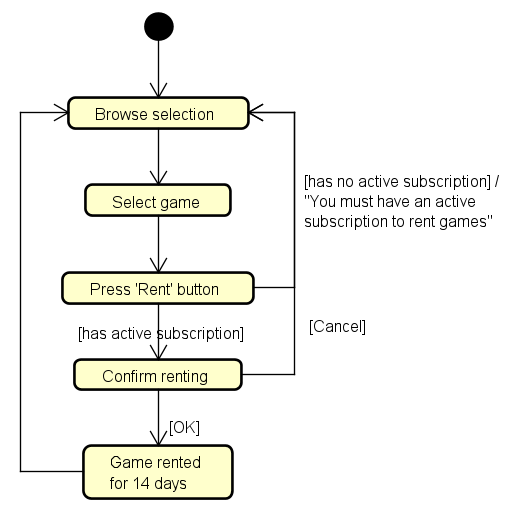 Browse selection
Select game
[has no active subscription] /
"You must have an active
subscription to rent games"
Press 'Rent' button
[has active subscription]
[Cancel]
Confirm renting
[OK]
Game rented
for 14 days